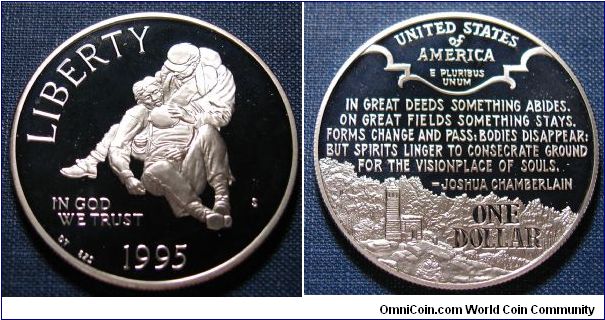 LIBERTY
IN GOD
WE TRUST
S
1995
UNITED STATES
of
AMERICA
E PLURIBUS
UNUM
IN GREAT DEEDS SOMETHING ABIDES.
ON GREAT FIELDS SOMETHING STAYS.
FORMS CHANGE AND PASS: BODIES DISAPPEAR:
BUT SPIRITS LINGER TO CONSECRATE GROUND
FOR THE VISIONPLACE OF SOULS.
–JOSHUA CHAMBERLAIN
ONE
DOLLAR
OmniCoin.com World Coin Community